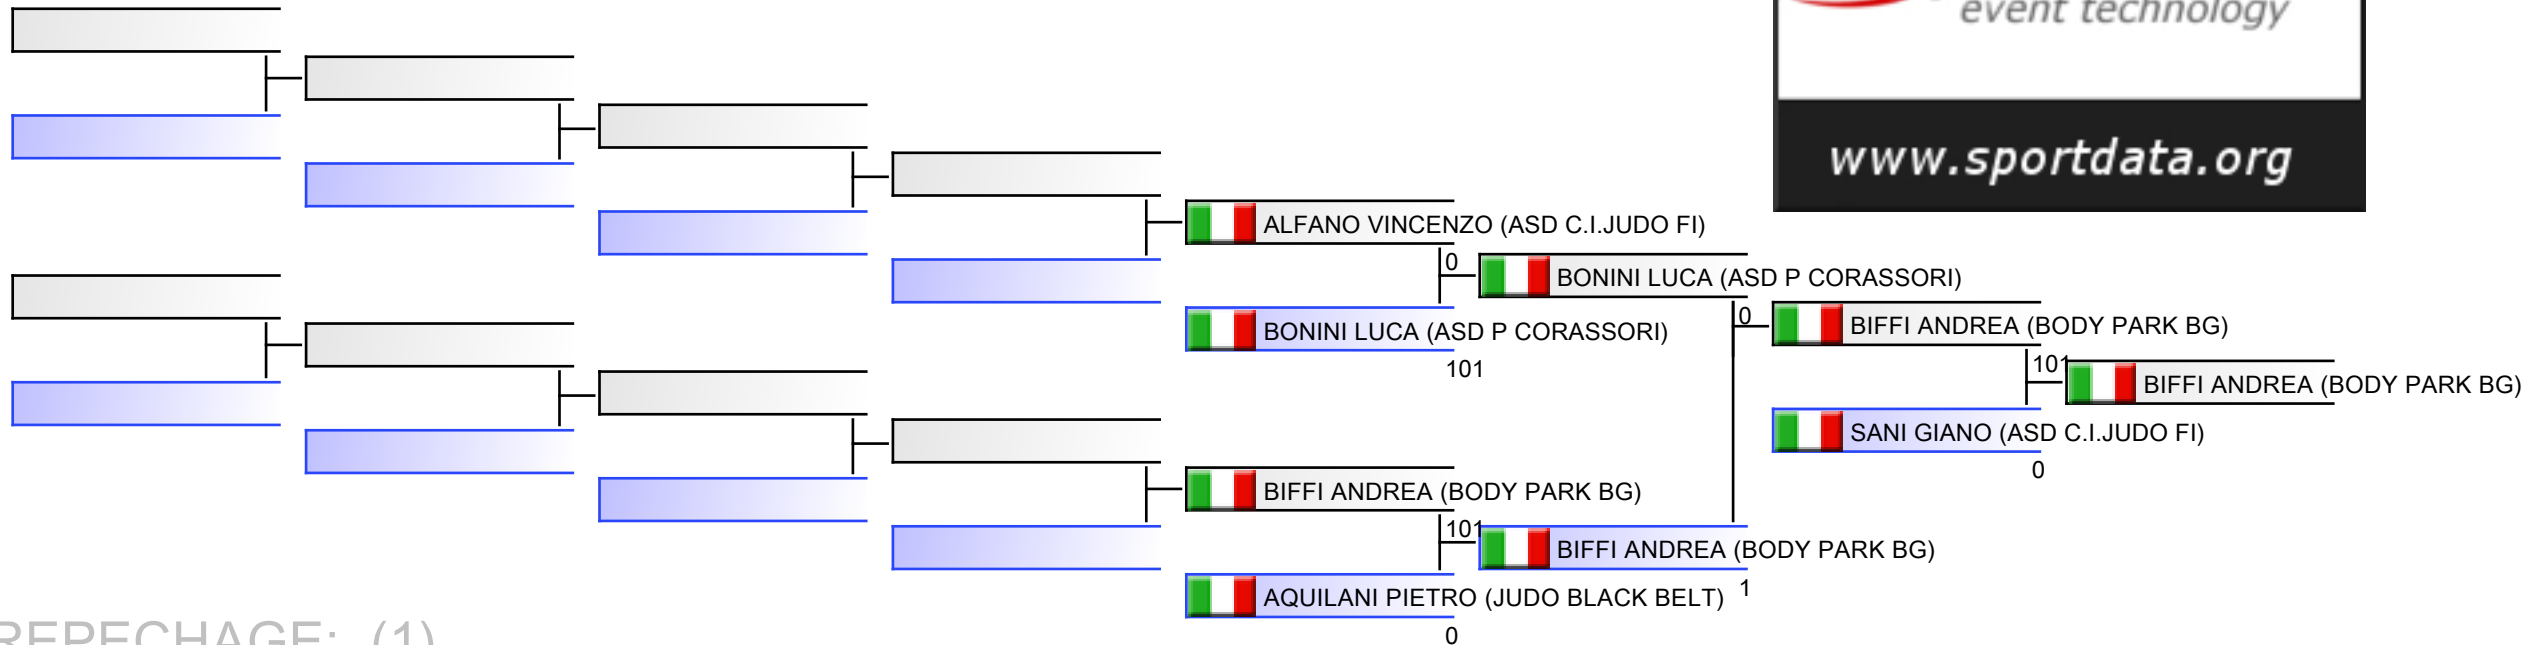 event technology
www.sportdata.org
ALFANO VINCENZO (ASD C.I.JUDO FI)
0
BONINI LUCA (ASD P CORASSORI)
0
BONINI LUCA (ASD P CORASSORI)
101
BIFFI ANDREA (BODY PARK BG)
101
BIFFI ANDREA (BODY PARK BG)
SANI GIANO (ASD C.I.JUDO FI)
0
BIFFI ANDREA (BODY PARK BG)
101
BIFFI ANDREA (BODY PARK BG)
1
AQUILANI PIETRO (JUDO BLACK BELT)
0
REPECHAGE: (1)